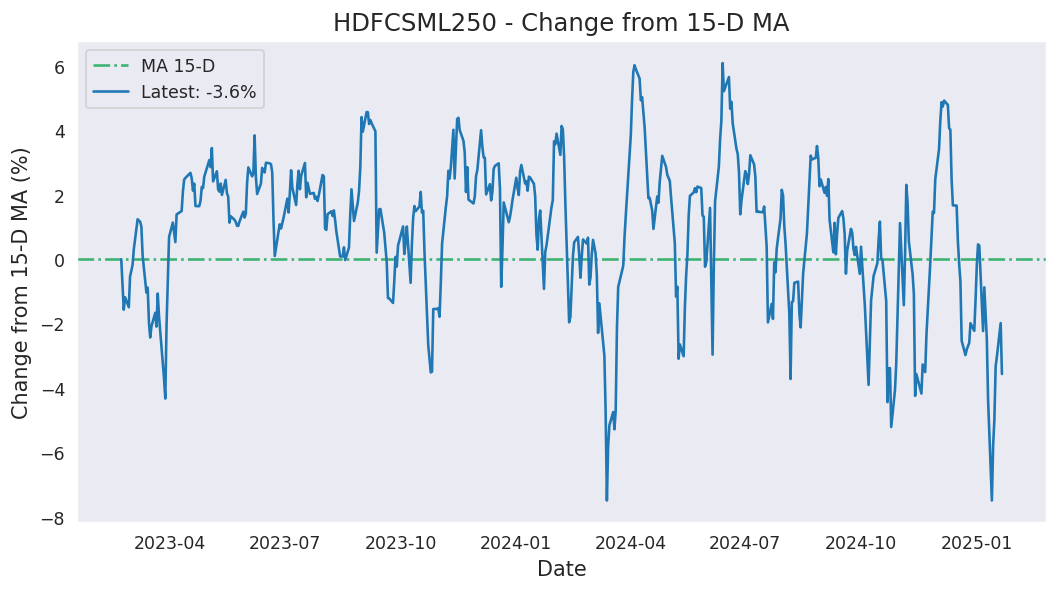 HDFCSML250 - Change from 15-D MA
MA 15-D
Latest: -3.6%
Change from 15-D MA (%)
6
4
2
0
−2
−4
−6
−8
2023-04 2023-07 2023-10 2024-01 2024-04 2024-07 2024-10 2025-01
Date